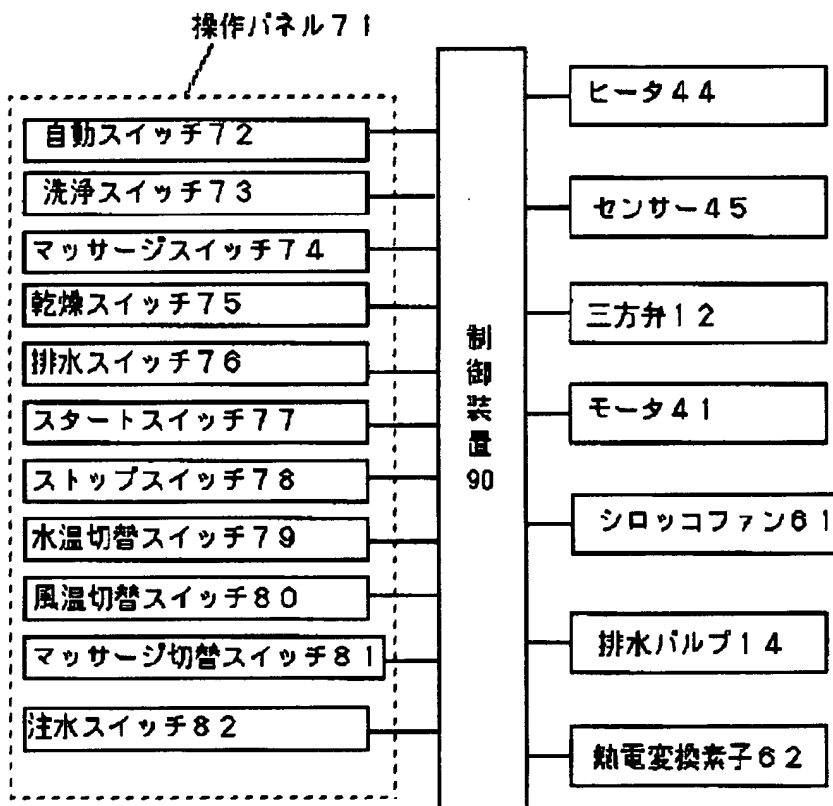 操作パネル71
自動スイッチ72
洗浄スイッチ73
マッサージスイッチ74
乾燥スイッチ75
排水スイッチ76
スタートスイッチ77
ストップスイッチ78
水温切替スイッチ79
風温切替スイッチ80
マッサージ切替スイッチ81
注水スイッチ82
制御装置90
ヒータ44
センサー45
三方弁12
モータ41
シロッコファン61
排水バルブ14
熱電変換素子62